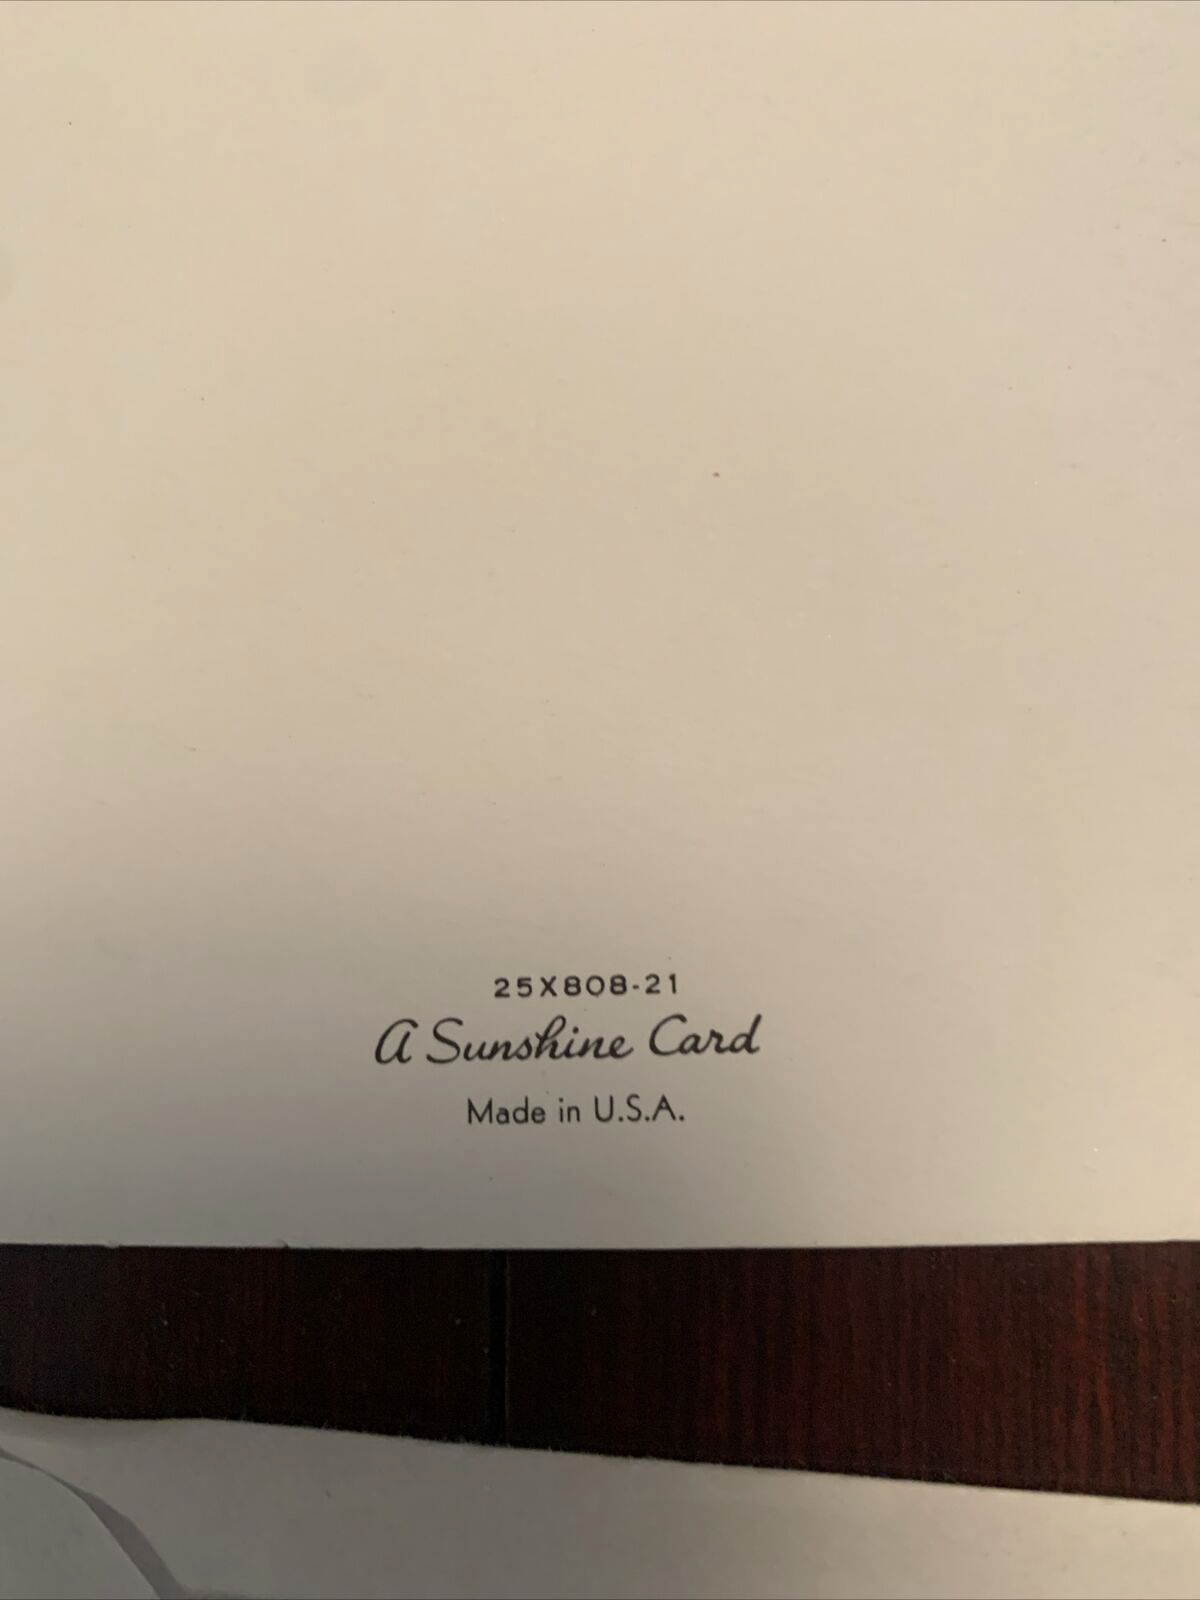 25X808-21
A Sunshine Card
Made in U.S.A.